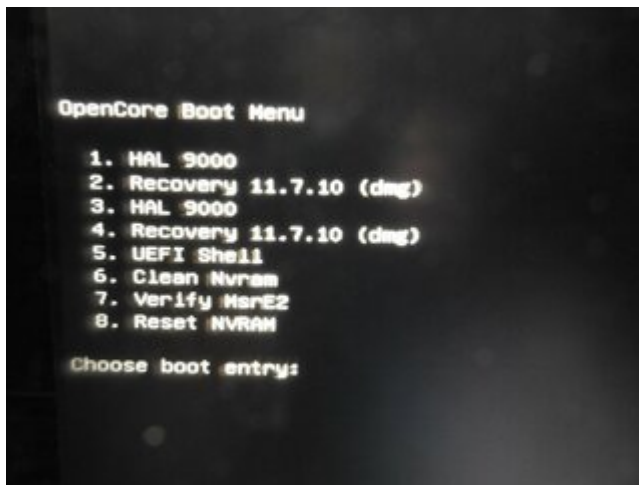 OpenCore Boot Menu
1. HAL 9000
2. Recovery 11.7.10 (dmg)
3. HAL 9000
4. Recovery 11.7.10 (dmg)
5. UEFI Shell
6. Clean Nvram
7. Verify MsrE2
8. Reset NVRAM
Choose boot entry: